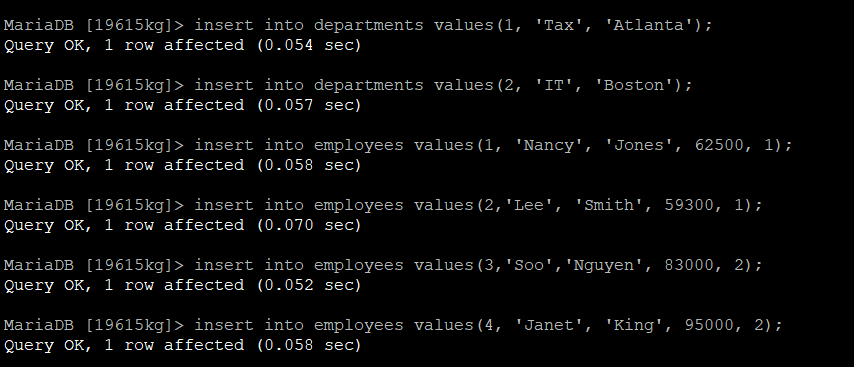 MariaDB [19615kg]> insert into departments values(1, 'Tax', 'Atlanta');
Query OK, 1 row affected (0.054 sec)
MariaDB [19615kg]> insert into departments values(2, 'IT', 'Boston');
Query OK, 1 row affected (0.057 sec)
MariaDB [19615kg]> insert into employees values(1, 'Nancy', 'Jones', 62500, 1);
Query OK, 1 row affected (0.058 sec)
MariaDB [19615kg]> insert into employees values(2,'Lee', 'Smith', 59300, 1);
Query OK, 1 row affected (0.070 sec)
MariaDB [19615kg]> insert into employees values(3,'Soo','Nguyen', 83000, 2);
Query OK, 1 row affected (0.052 sec)
MariaDB [19615kg]> insert into employees values(4, 'Janet', 'King', 95000, 2);
Query OK, 1 row affected (0.058 sec)